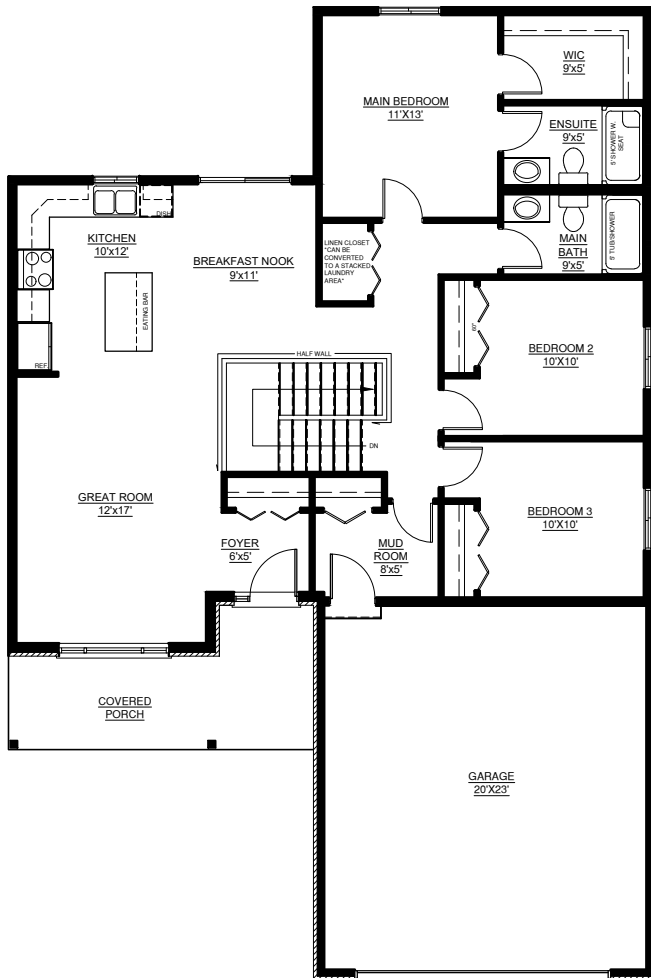 WIC
9'x5'
MAIN BEDROOM
11'X13'
ENSUITE
9'x5'
5' SHOWER W.
SEAT
DISH
KITCHEN
10'x12'
BREAKFAST NOOK
9'x11'
LINEN CLOSET
*CAN BE
CONVERTED
TO A STACKED
LAUNDRY
AREA*
MAIN
BATH
9'x5'
5' TUB/SHOWER
EATING BAR
REF.
60"
BEDROOM 2
10'X10'
HALF WALL
DN
GREAT ROOM
12'x17'
FOYER
6'x5'
MUD
ROOM
8'x5'
BEDROOM 3
10'X10'
COVERED
PORCH
GARAGE
20'X23'